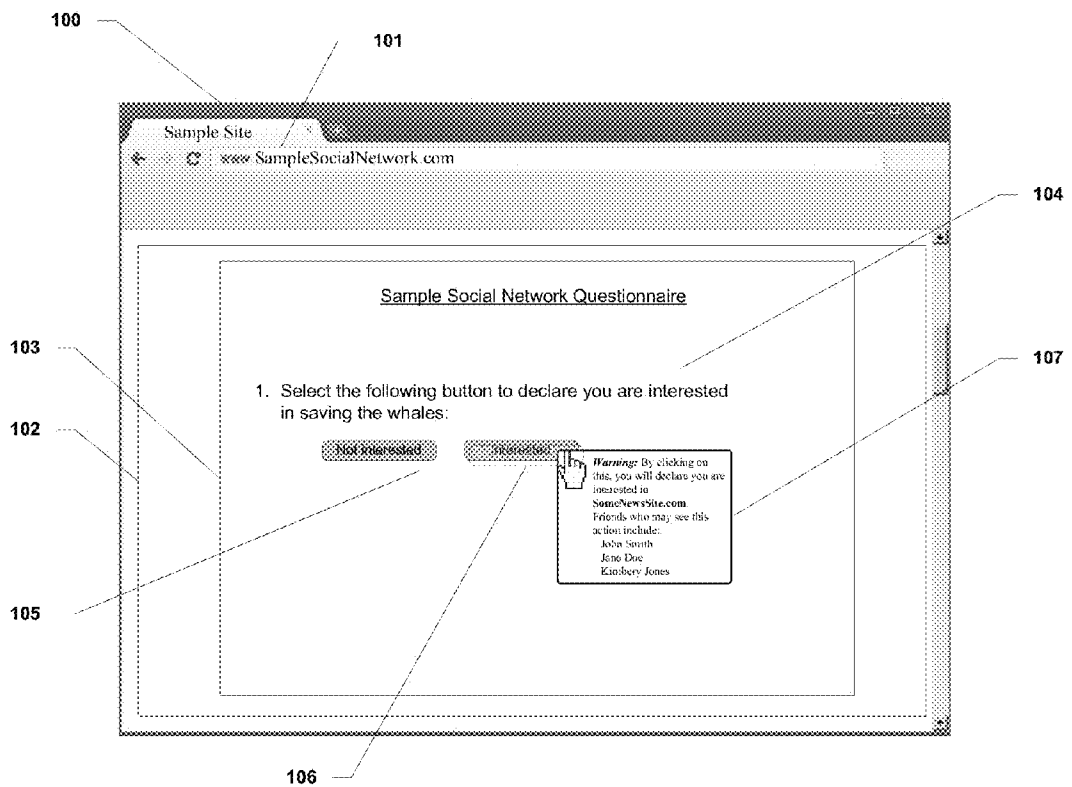 100
101
Sample Site
www.SampleSocialNetwork.com
104
Sample Social Network Questionnaire
103
107
1. Select the following button to declare you are interested
in saving the whales:
102
Not Interested
Interested
Warning: By clicking on
this, you will declare you are
interested in
SomeNewsSite.com.
Friends who may see this
action include:
John Smith
Jane Doe
Kimbery Jones
105
106